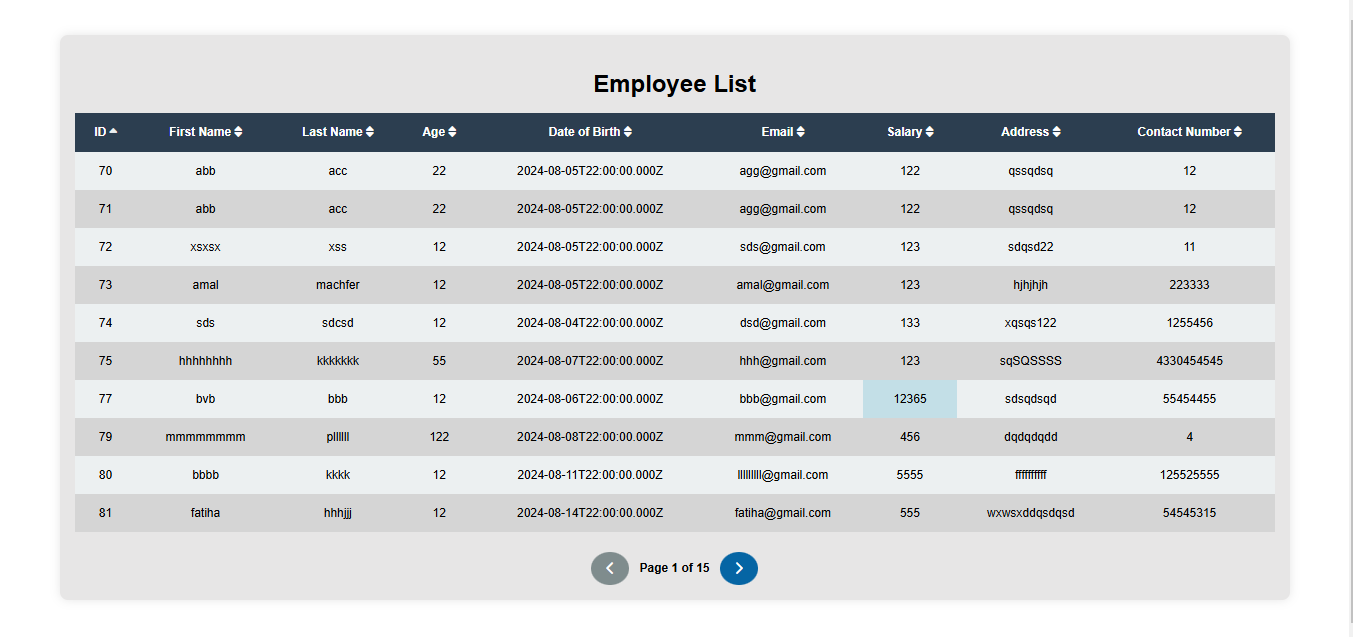 Employee List
ID First Name Last Name Age Date of Birth Email Salary Address Contact Number
70 abb acc 22 2024-08-05T22:00:00.000Z agg@gmail.com 122 qssqdsq 12
71 abb acc 22 2024-08-05T22:00:00.000Z agg@gmail.com 122 qssqdsq 12
72 xsxsx xss 12 2024-08-05T22:00:00.000Z sds@gmail.com 123 sdqsd22 11
73 amal machfer 12 2024-08-05T22:00:00.000Z amal@gmail.com 123 hjhjhjh 223333
74 sds sdcsd 12 2024-08-04T22:00:00.000Z dsd@gmail.com 133 xqsqs122 1255456
75 hhhhhhhh kkkkkkk 55 2024-08-07T22:00:00.000Z hhh@gmail.com 123 sqSQSSSS 4330454545
77 bvb bbb 12 2024-08-06T22:00:00.000Z bbb@gmail.com 12365 sdsqdsqd 55454455
79 mmmmmmmm pllllll 122 2024-08-08T22:00:00.000Z mmm@gmail.com 456 dqdqdqdd 4
80 bbbb kkkk 12 2024-08-11T22:00:00.000Z lllllllll@gmail.com 5555 ffffffffff 125525555
81 fatiha hhhjjj 12 2024-08-14T22:00:00.000Z fatiha@gmail.com 555 wxwsxddqsdqsd 54545315
Page 1 of 15